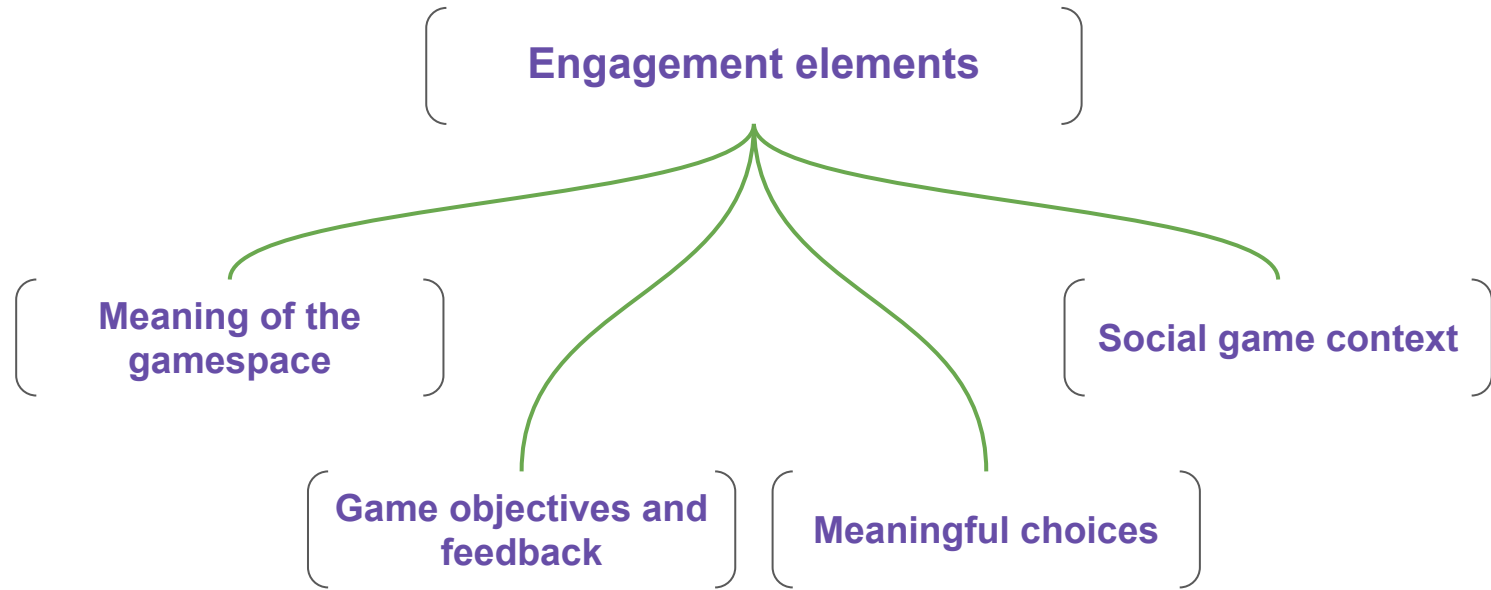 Engagement elements
Meaning of the
gamespace
Social game context
Game objectives and
feedback
Meaningful choices